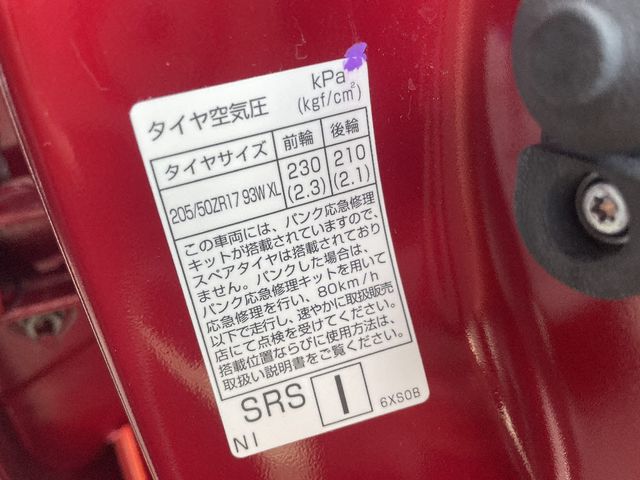 タイヤ空気圧 kPa (kgf/cm²)
タイヤサイズ 前輪 後輪
205/50ZR17 93W XL 230 (2.3) 210 (2.1)
この車両には、パンク応急修理
キットが搭載されていますので、
スペアタイヤは搭載されており
ません。パンクした場合は、
パンク応急修理キットを用いて
応急修理を行い、80km/h
以下で走行し、速やかに取扱販売
店にて点検を受けてください。
搭載位置ならびに使用方法は、
取扱い説明書をご覧ください。
SRS I 6XS0B
NI